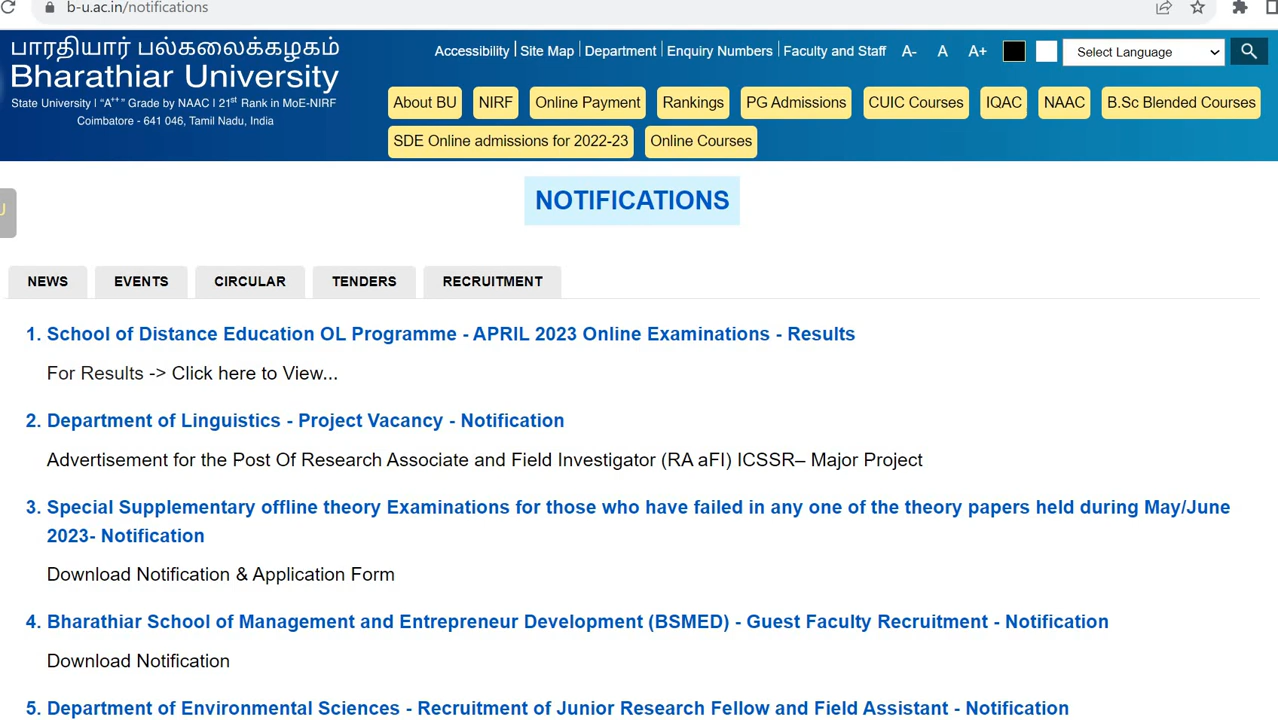 b-u.ac.in/notifications
பாரதியார் பல்கலைக்கழகம்
Bharathiar University
State University | “A++” Grade by NAAC | 21st Rank in MoE-NIRF
Coimbatore - 641 046, Tamil Nadu, India
Accessibility | Site Map | Department | Enquiry Numbers | Faculty and Staff A- A A+ Select Language
About BU NIRF Online Payment Rankings PG Admissions CUIC Courses IQAC NAAC B.Sc Blended Courses
SDE Online admissions for 2022-23 Online Courses
NOTIFICATIONS
NEWS EVENTS CIRCULAR TENDERS RECRUITMENT
1. School of Distance Education OL Programme - APRIL 2023 Online Examinations - Results
For Results -> Click here to View...
2. Department of Linguistics - Project Vacancy - Notification
Advertisement for the Post Of Research Associate and Field Investigator (RA aFI) ICSSR– Major Project
3. Special Supplementary offline theory Examinations for those who have failed in any one of the theory papers held during May/June
2023- Notification
Download Notification & Application Form
4. Bharathiar School of Management and Entrepreneur Development (BSMED) - Guest Faculty Recruitment - Notification
Download Notification
5. Department of Environmental Sciences - Recruitment of Junior Research Fellow and Field Assistant - Notification